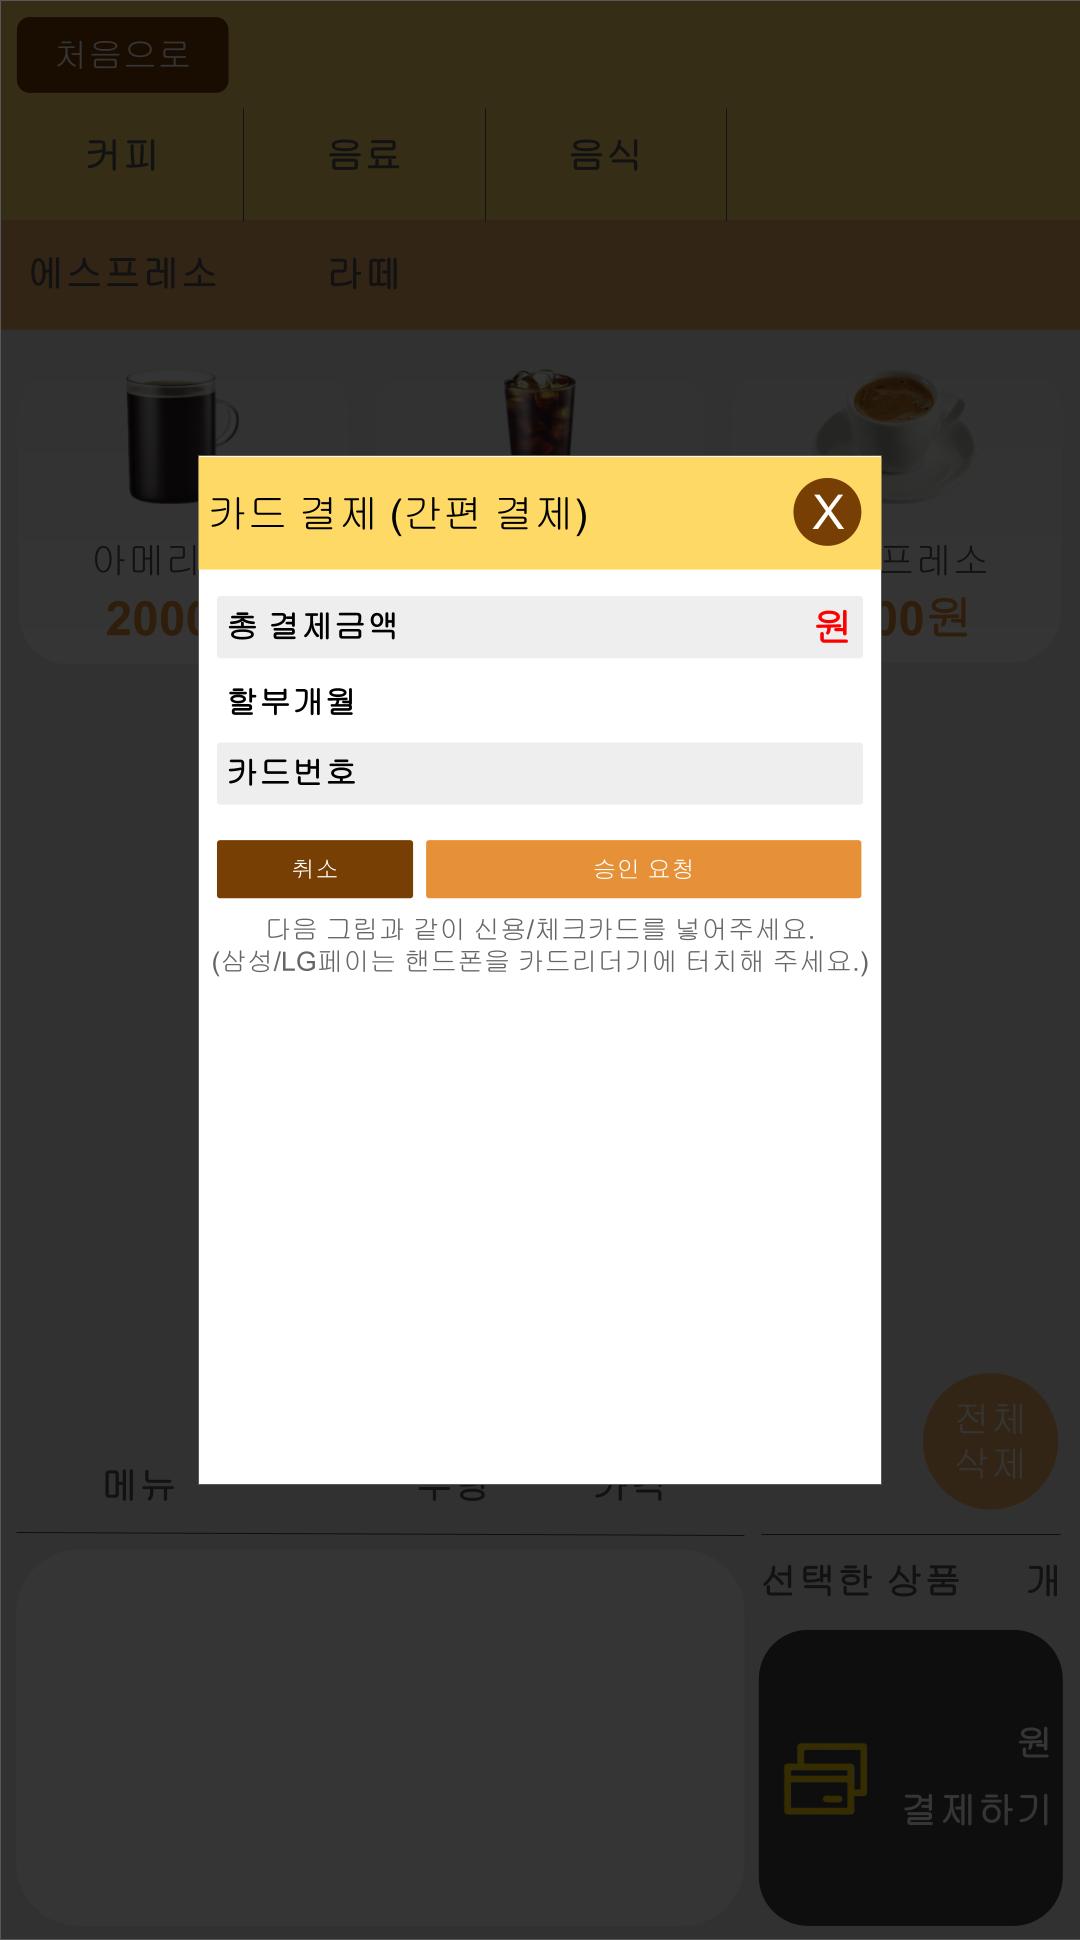 처음으로
커피 음료 음식
에스프레소 라떼
카드 결제 (간편 결제) X
아메리 프레소
2000 00원
총 결제금액 원
할부개월
카드번호
취소 승인 요청
다음 그림과 같이 신용/체크카드를 넣어주세요.
(삼성/LG페이는 핸드폰을 카드리더기에 터치해 주세요.)
전체
삭제
메뉴
선택한 상품 개
원
결제하기